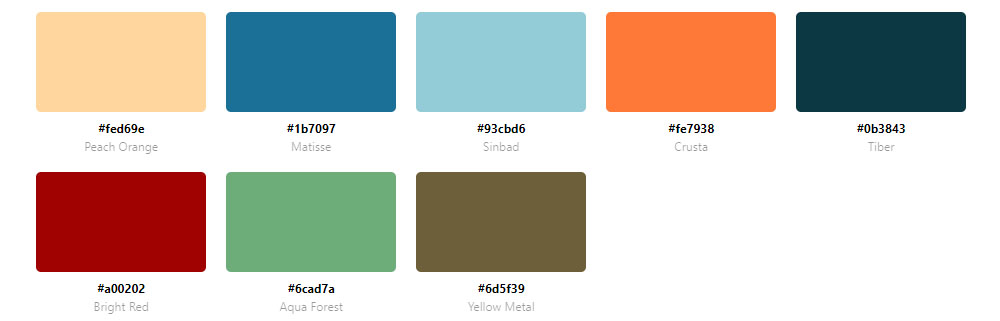 #fed69e #1b7097 #93cbd6 #fe7938 #0b3843
Peach Orange Matisse Sinbad Crusta Tiber
#a00202 #6cad7a #6d5f39
Bright Red Aqua Forest Yellow Metal